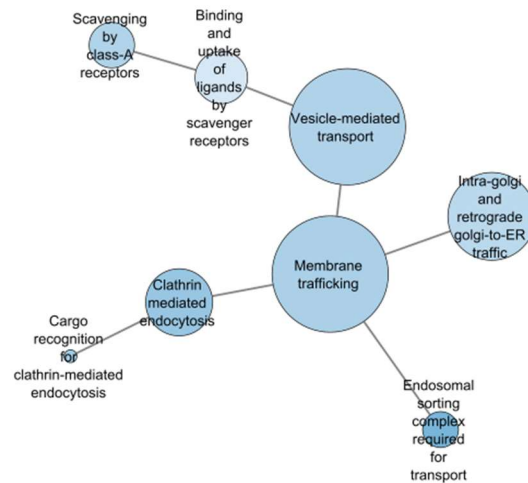 Scavenging
by
class-A
receptors
Binding
and
uptake
of
ligands
by
scavenger
receptors
Vesicle-mediated
transport
Intra-golgi
and
retrograde
golgi-to-ER
traffic
Membrane
trafficking
Clathrin
mediated
endocytosis
Cargo
recognition
for
clathrin-mediated
endocytosis
Endosomal
sorting
complex
required
for
transport